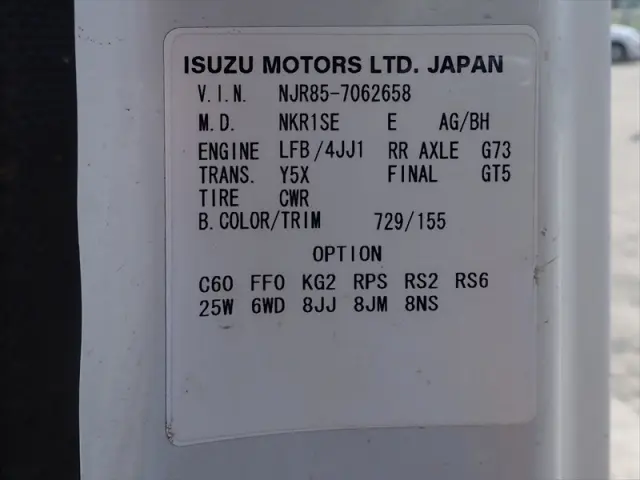 ISUZU MOTORS LTD. JAPAN
V.I.N. NJR85-7062658
M.D. NKR1SE E AG/BH
ENGINE LFB/4JJ1 RR AXLE G73
TRANS. Y5X FINAL GT5
TIRE CWR
B.COLOR/TRIM 729/155
OPTION
C60 FF0 KG2 RPS RS2 RS6
25W 6WD 8JJ 8JM 8NS